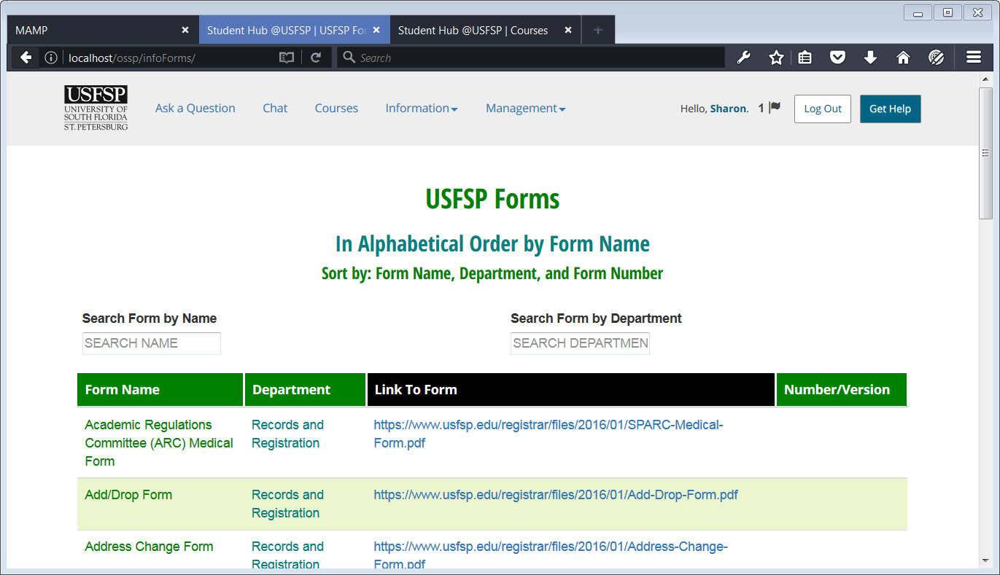 MAMP
Student Hub @USFSP | USFSP Fo
Student Hub @USFSP | Courses
localhost/ossp/infoForms/
Search
USFSP
UNIVERSITY OF
SOUTH FLORIDA
ST. PETERSBURG
Ask a Question
Chat
Courses
Information
Management
Hello, Sharon.
1
Log Out
Get Help
USFSP Forms
In Alphabetical Order by Form Name
Sort by: Form Name, Department, and Form Number
Search Form by Name
Search Form by Department
SEARCH NAME
SEARCH DEPARTMEN
Form Name
Department
Link To Form
Number/Version
Academic Regulations
Committee (ARC) Medical
Form
Records and
Registration
https://www.usfsp.edu/registrar/files/2016/01/SPARC-Medical-
Form.pdf
Add/Drop Form
Records and
Registration
https://www.usfsp.edu/registrar/files/2016/01/Add-Drop-Form.pdf
Address Change Form
Records and
Registration
https://www.usfsp.edu/registrar/files/2016/01/Address-Change-
Form.pdf